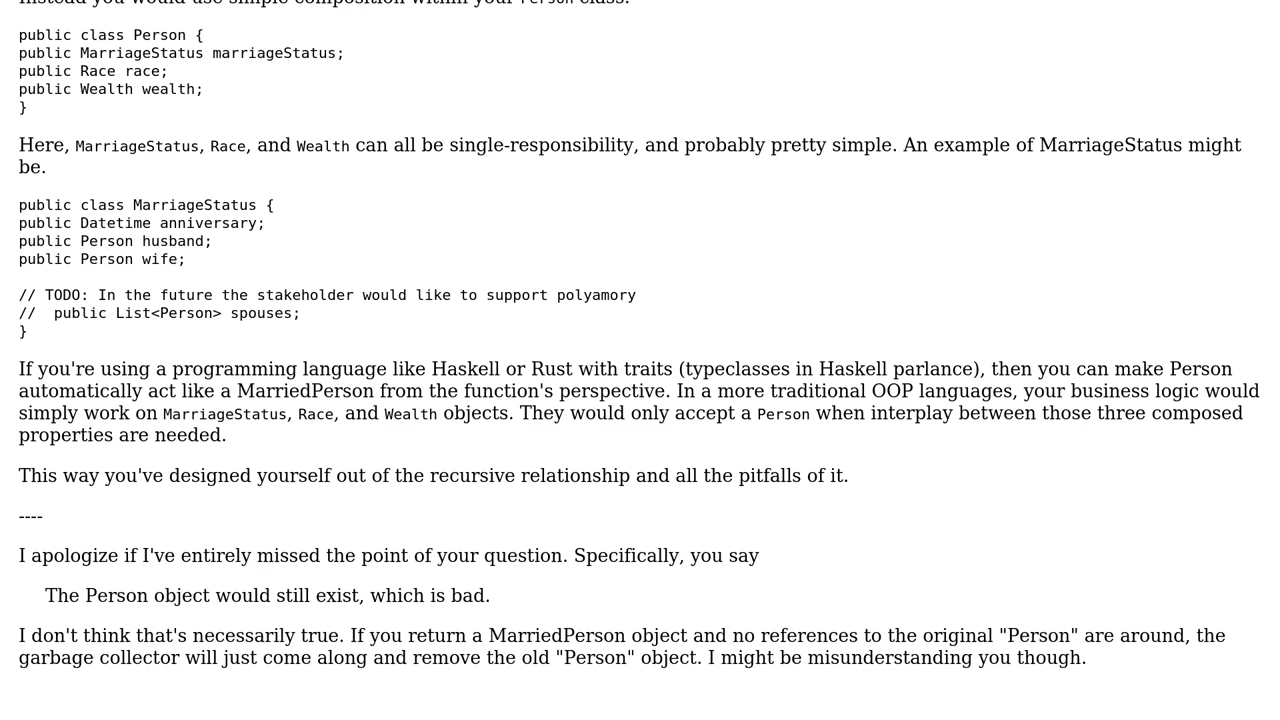 Instead you would use simple composition within your Person class.
public class Person {
public MarriageStatus marriageStatus;
public Race race;
public Wealth wealth;
}
Here, MarriageStatus, Race, and Wealth can all be single-responsibility, and probably pretty simple. An example of MarriageStatus might
be.
public class MarriageStatus {
public Datetime anniversary;
public Person husband;
public Person wife;
// TODO: In the future the stakeholder would like to support polyamory
//  public List<Person> spouses;
}
If you're using a programming language like Haskell or Rust with traits (typeclasses in Haskell parlance), then you can make Person
automatically act like a MarriedPerson from the function's perspective. In a more traditional OOP languages, your business logic would
simply work on MarriageStatus, Race, and Wealth objects. They would only accept a Person when interplay between those three composed
properties are needed.
This way you've designed yourself out of the recursive relationship and all the pitfalls of it.
----
I apologize if I've entirely missed the point of your question. Specifically, you say
The Person object would still exist, which is bad.
I don't think that's necessarily true. If you return a MarriedPerson object and no references to the original "Person" are around, the
garbage collector will just come along and remove the old "Person" object. I might be misunderstanding you though.